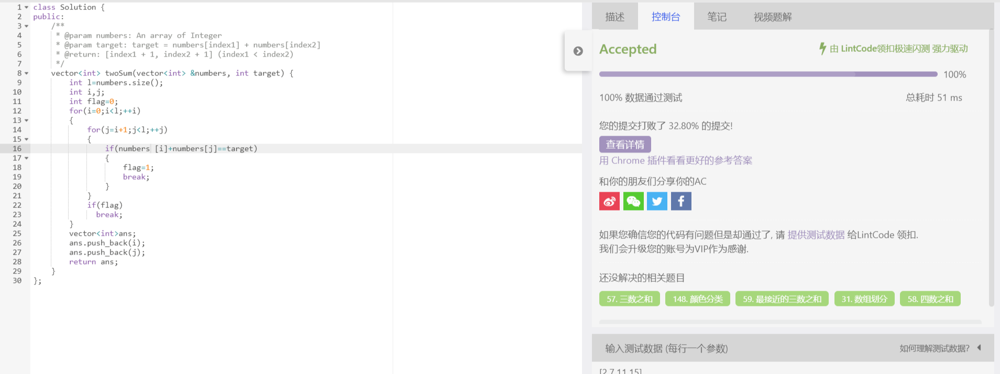 1 class Solution {
2 public:
3     /**
4      * @param numbers: An array of Integer
5      * @param target: target = numbers[index1] + numbers[index2]
6      * @return: [index1 + 1, index2 + 1] (index1 < index2)
7      */
8     vector<int> twoSum(vector<int> &numbers, int target) {
9         int l=numbers.size();
10         int i,j;
11         int flag=0;
12         for(i=0;i<l;++i)
13         {
14             for(j=i+1;j<l;++j)
15             {
16                 if(numbers [i]+numbers[j]==target)
17                 {
18                     flag=1;
19                     break;
20                 }
21             }
22             if(flag)
23               break;
24         }
25         vector<int>ans;
26         ans.push_back(i);
27         ans.push_back(j);
28         return ans;
29     }
30 };
描述 控制台 笔记 视频题解
Accepted 由 LintCode领扣极速闪测 强力驱动
100%
100% 数据通过测试 总耗时 51 ms
您的提交打败了 32.80% 的提交!
查看详情
用 Chrome 插件看看更好的参考答案
和你的朋友们分享你的AC
如果您确信您的代码有问题但是却通过了, 请 提供测试数据 给LintCode 领扣.
我们会升级您的账号为VIP作为感谢.
还没解决的相关题目
57. 三数之和 148. 颜色分类 59. 最接近的三数之和 31. 数组划分 58. 四数之和
输入测试数据 (每行一个参数) 如何理解测试数据?
[2,7,11,15]